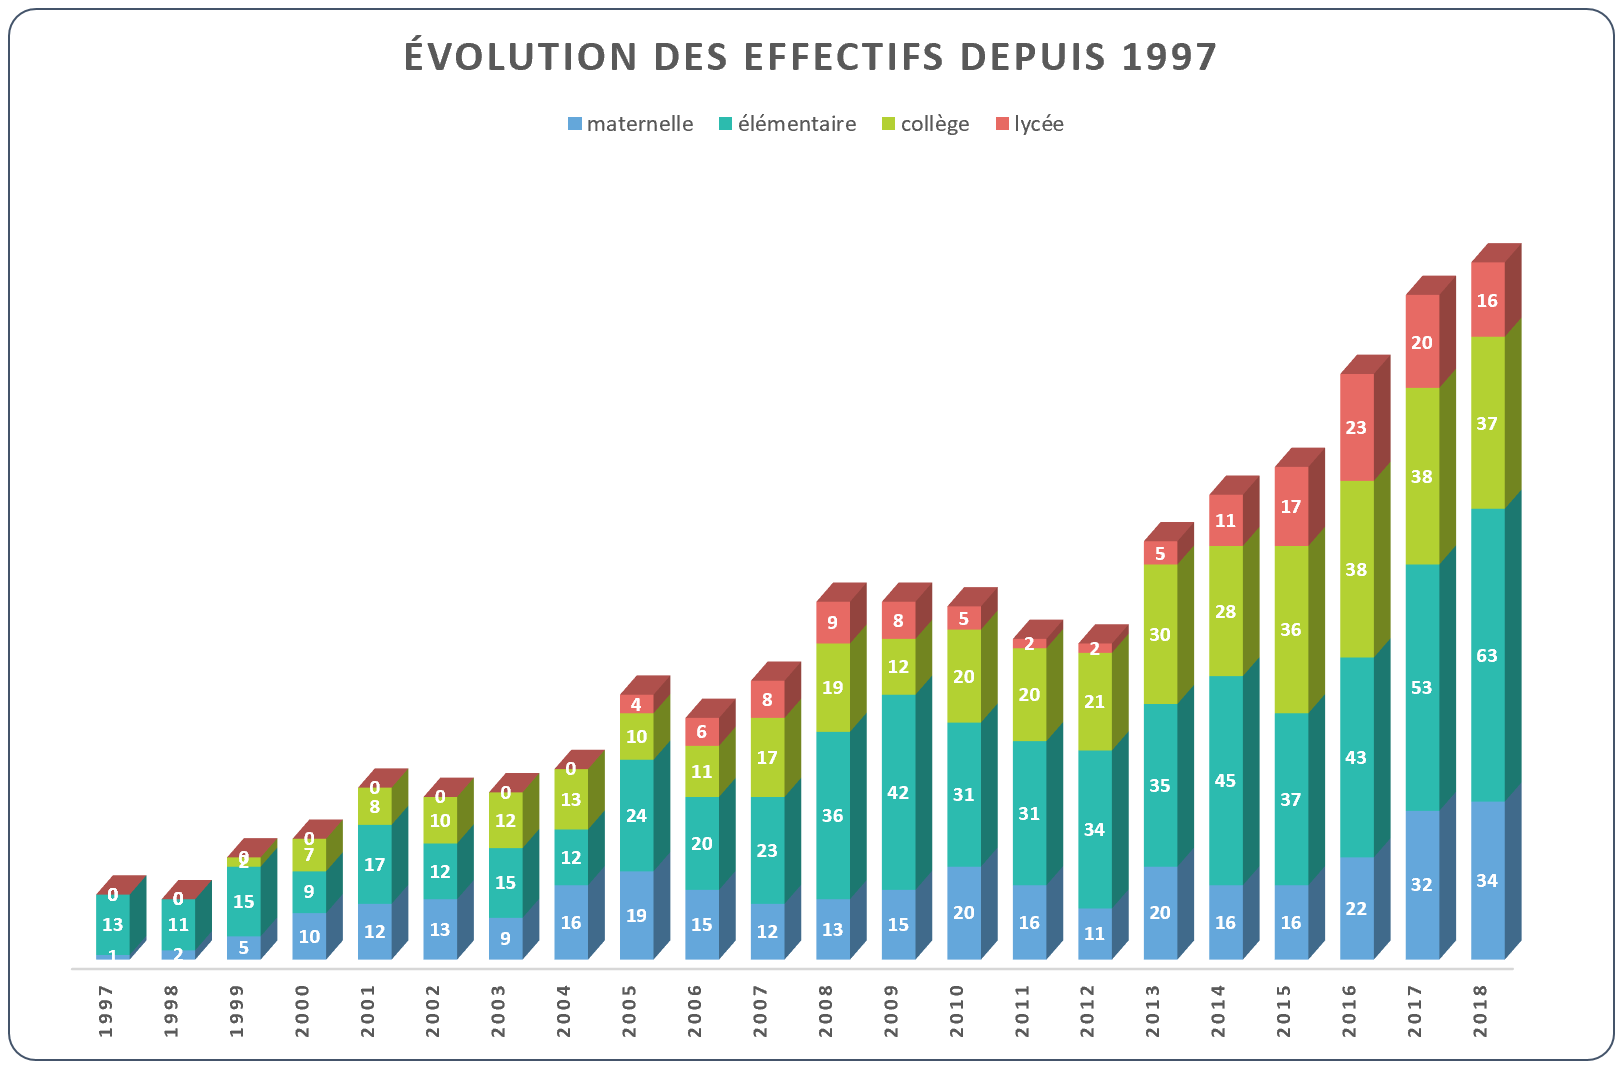 ÉVOLUTION DES EFFECTIFS DEPUIS 1997
maternelle élémentaire collège lycée
0 13 1
0 11 2
0 2 15 5
0 7 9 10
0 8 17 12
0 10 12 13
0 12 15 9
0 13 12 16
4 10 24 19
6 11 20 15
8 17 23 12
9 19 36 13
8 12 42 15
5 20 31 20
2 20 31 16
2 21 34 11
5 30 35 20
11 28 45 16
17 36 37 16
23 38 43 22
20 38 53 32
16 37 63 34
1997 1998 1999 2000 2001 2002 2003 2004 2005 2006 2007 2008 2009 2010 2011 2012 2013 2014 2015 2016 2017 2018